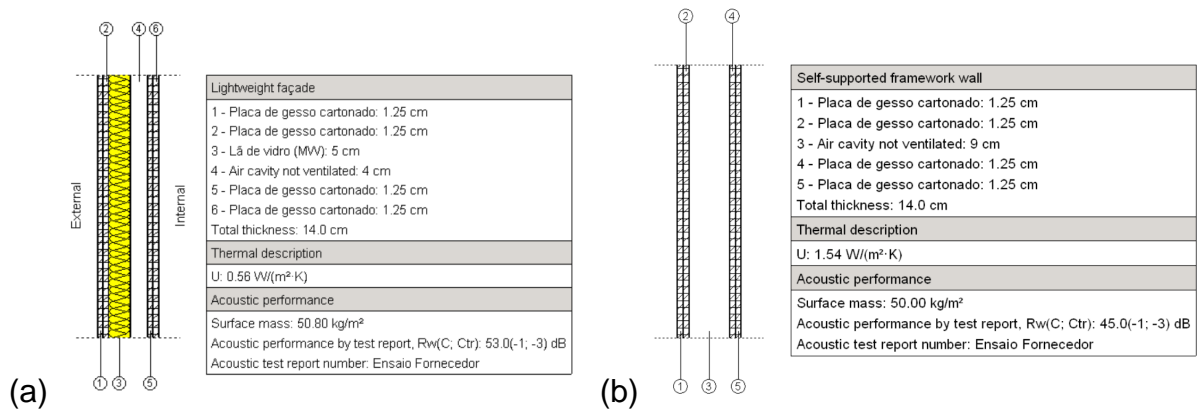 ② ④ ⑥
External
Internal
① ③ ⑤
(a)
Lightweight façade
1 - Placa de gesso cartonado: 1.25 cm
2 - Placa de gesso cartonado: 1.25 cm
3 - Lã de vidro (MW): 5 cm
4 - Air cavity not ventilated: 4 cm
5 - Placa de gesso cartonado: 1.25 cm
6 - Placa de gesso cartonado: 1.25 cm
Total thickness: 14.0 cm
Thermal description
U: 0.56 W/(m²·K)
Acoustic performance
Surface mass: 50.80 kg/m²
Acoustic performance by test report, Rw(C; Ctr): 53.0(-1; -3) dB
Acoustic test report number: Ensaio Fornecedor
② ④
① ③ ⑤
(b)
Self-supported framework wall
1 - Placa de gesso cartonado: 1.25 cm
2 - Placa de gesso cartonado: 1.25 cm
3 - Air cavity not ventilated: 9 cm
4 - Placa de gesso cartonado: 1.25 cm
5 - Placa de gesso cartonado: 1.25 cm
Total thickness: 14.0 cm
Thermal description
U: 1.54 W/(m²·K)
Acoustic performance
Surface mass: 50.00 kg/m²
Acoustic performance by test report, Rw(C; Ctr): 45.0(-1; -3) dB
Acoustic test report number: Ensaio Fornecedor